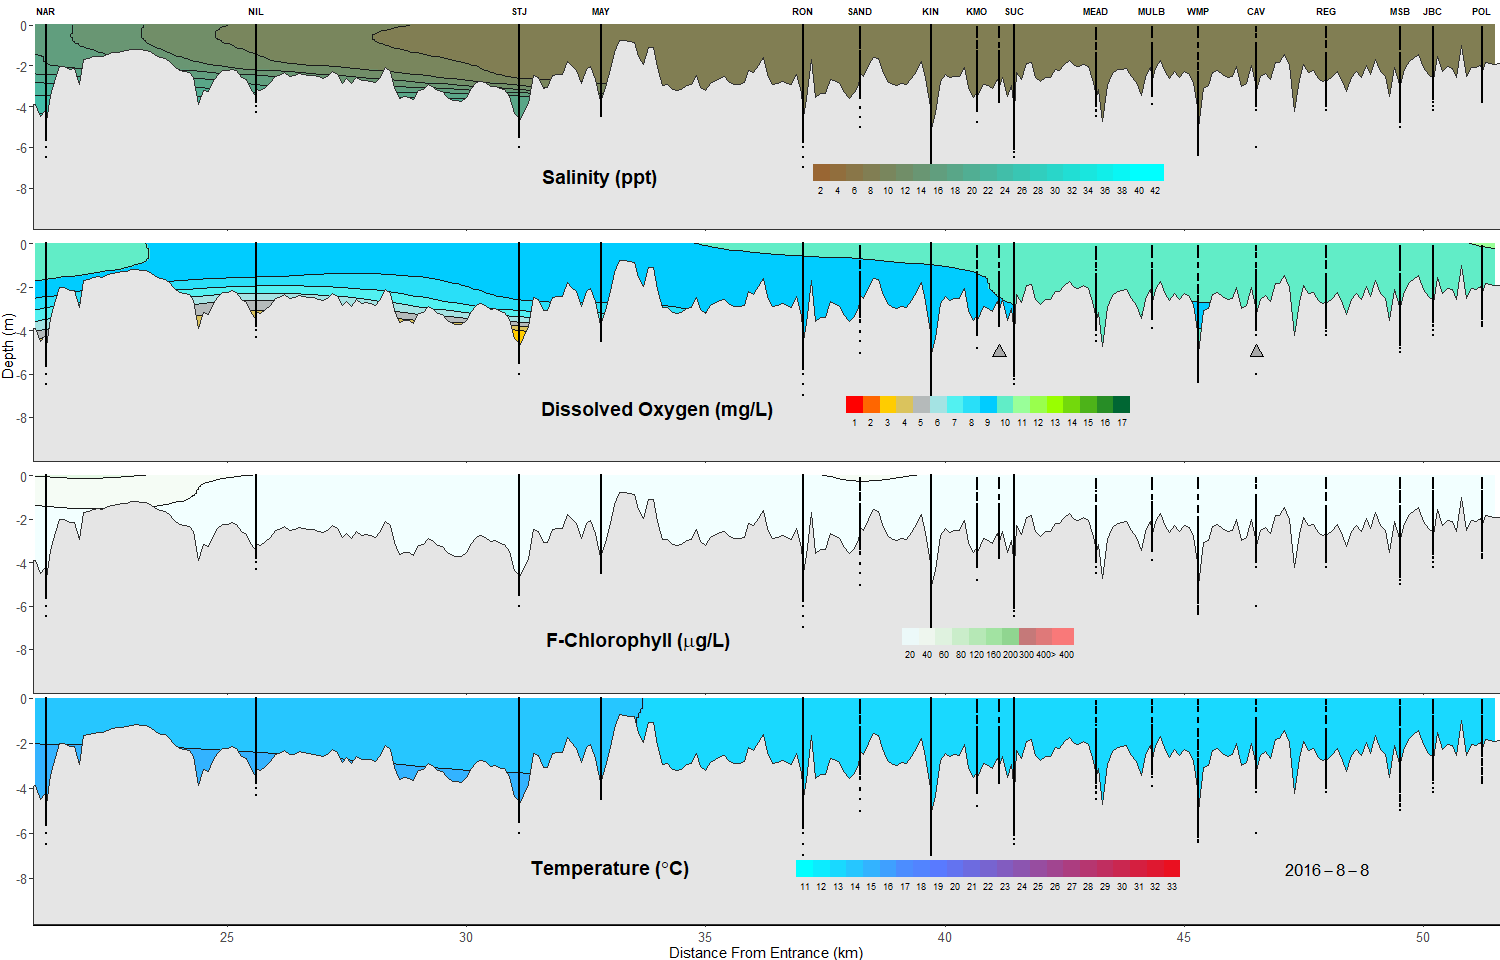 NAR NIL STJ MAY RON SAND KIN KMO SUC MEAD MULB WMP CAV REG MSB JBC POL
0
-2
-4
-6
-8
Salinity (ppt)
2 4 6 8 10 12 14 16 18 20 22 24 26 28 30 32 34 36 38 40 42
0
-2
-4
-6
-8
Depth (m)
Dissolved Oxygen (mg/L)
1 2 3 4 5 6 7 8 9 10 11 12 13 14 15 16 17
0
-2
-4
-6
-8
F-Chlorophyll (μg/L)
20 40 60 80 120 160 200 300 400> 400
0
-2
-4
-6
-8
Temperature (°C)
11 12 13 14 15 16 17 18 19 20 21 22 23 24 25 26 27 28 29 30 31 32 33
2016 – 8 – 8
25 30 35 40 45 50
Distance From Entrance (km)